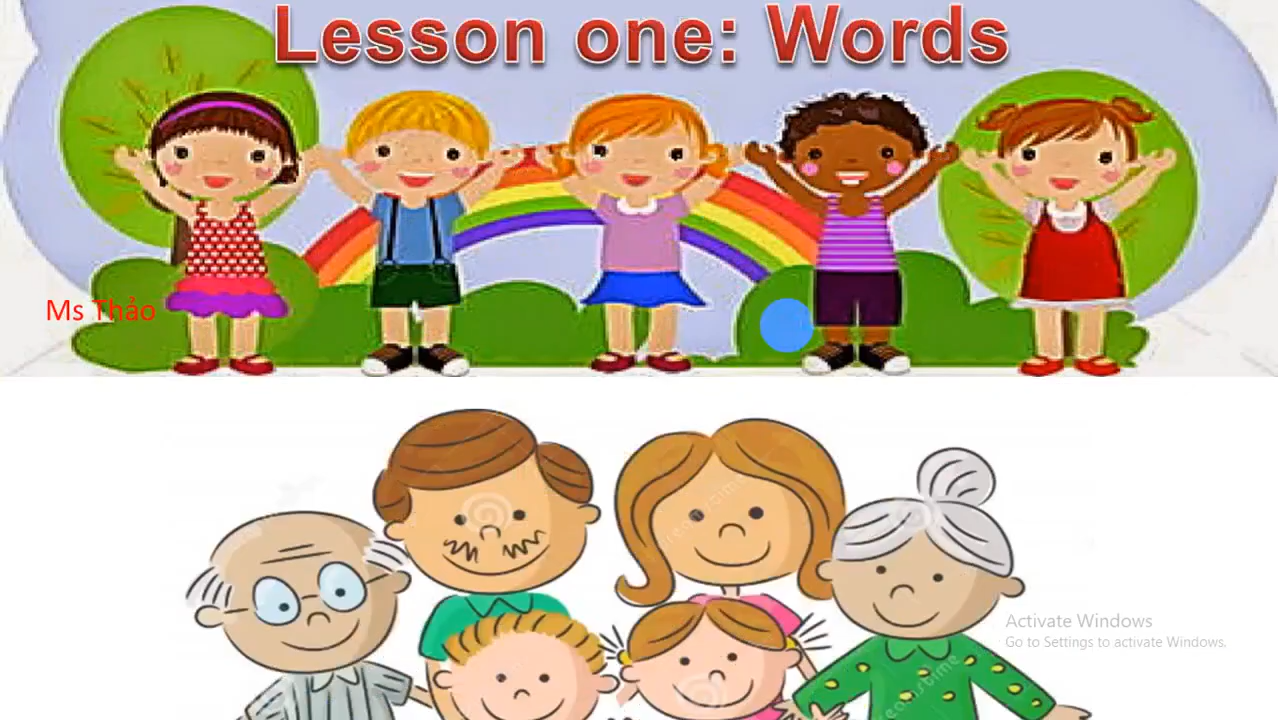 Lesson one: Words
Ms Thảo
Activate Windows
Go to Settings to activate Windows.